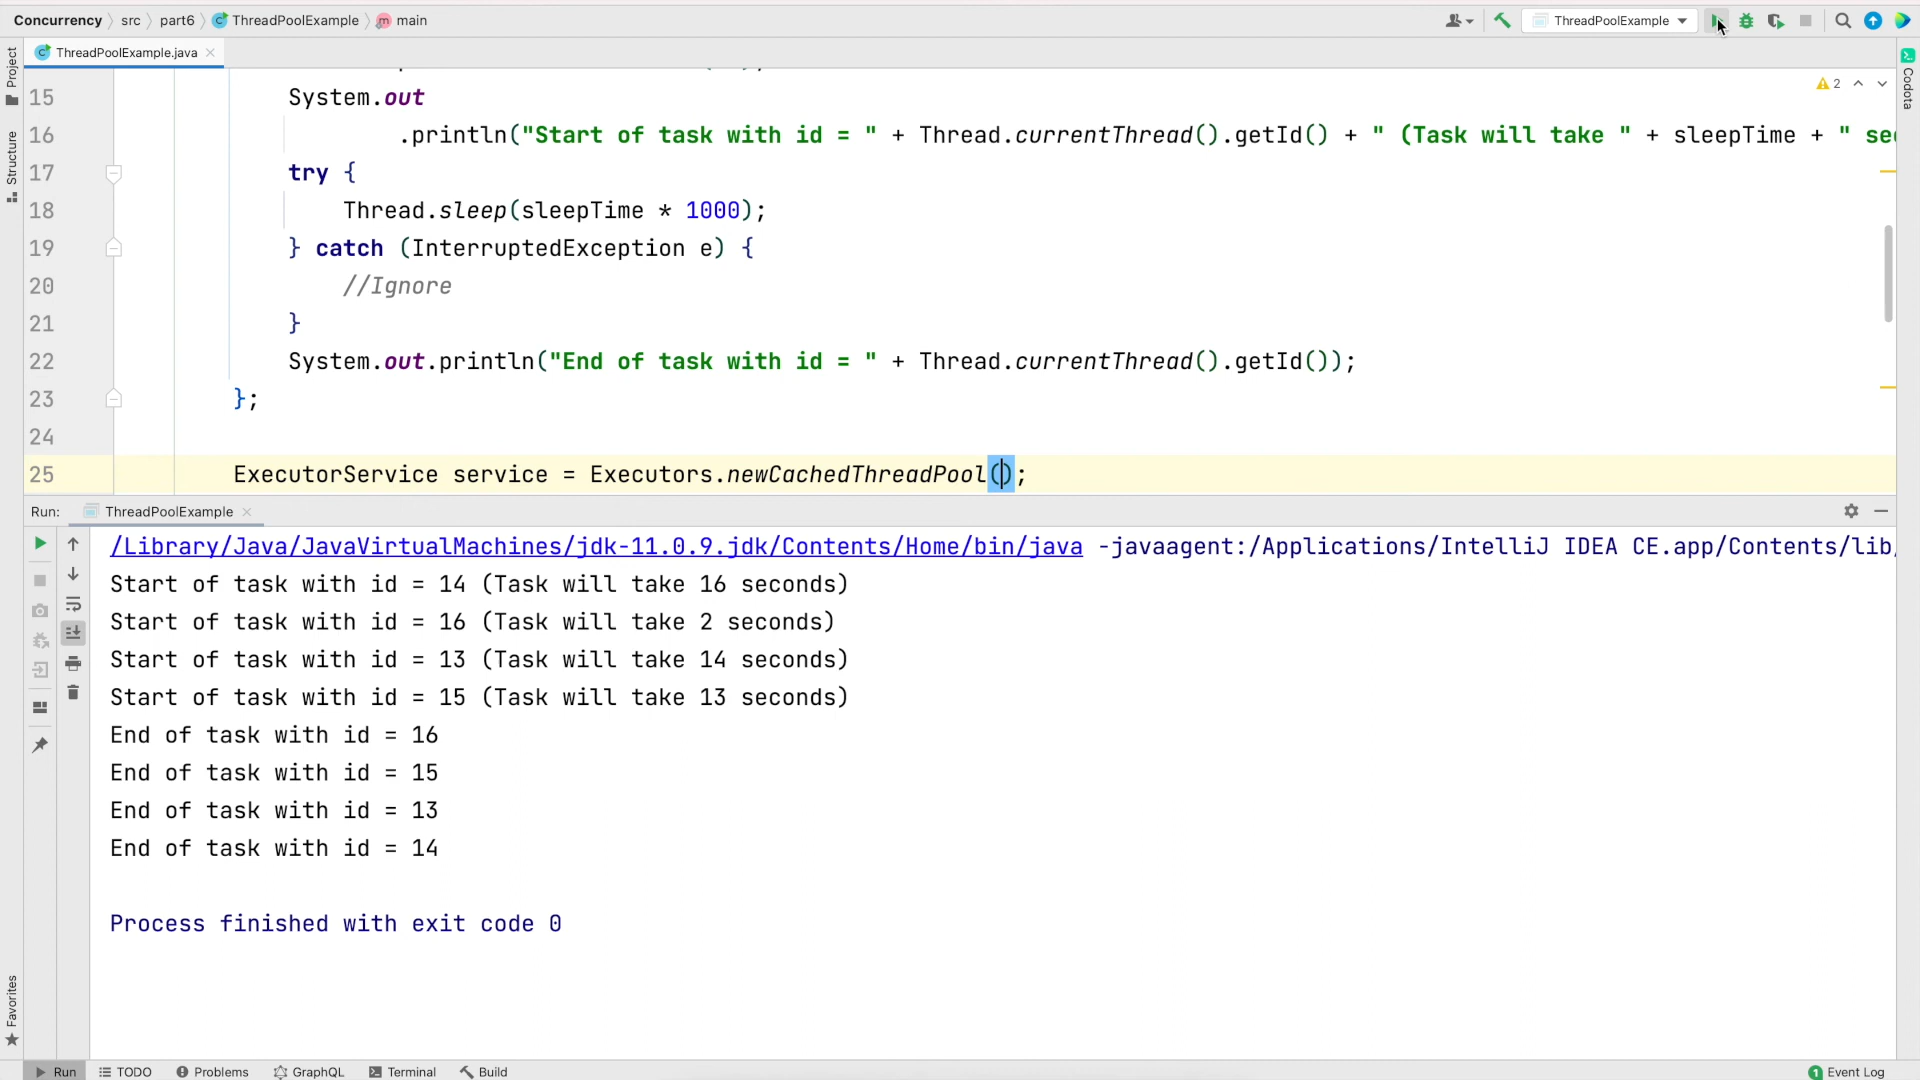 Concurrency src part6 ThreadPoolExample main
ThreadPoolExample
ThreadPoolExample.java
Project
Structure
Favorites
Codota
2
15 System.out
16 .println("Start of task with id = " + Thread.currentThread().getId() + " (Task will take " + sleepTime + " sec
17 try {
18 Thread.sleep(sleepTime * 1000);
19 } catch (InterruptedException e) {
20 //Ignore
21 }
22 System.out.println("End of task with id = " + Thread.currentThread().getId());
23 };
24
25 ExecutorService service = Executors.newCachedThreadPool();
Run: ThreadPoolExample
/Library/Java/JavaVirtualMachines/jdk-11.0.9.jdk/Contents/Home/bin/java -javaagent:/Applications/IntelliJ IDEA CE.app/Contents/lib/
Start of task with id = 14 (Task will take 16 seconds)
Start of task with id = 16 (Task will take 2 seconds)
Start of task with id = 13 (Task will take 14 seconds)
Start of task with id = 15 (Task will take 13 seconds)
End of task with id = 16
End of task with id = 15
End of task with id = 13
End of task with id = 14
Process finished with exit code 0
Run TODO Problems GraphQL Terminal Build 1 Event Log